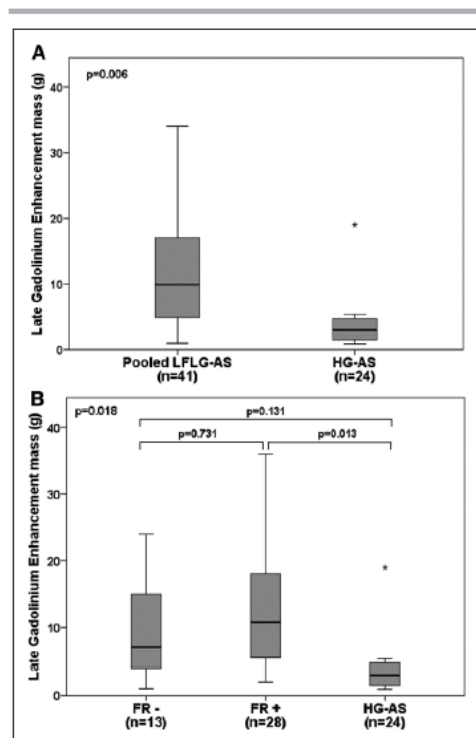 A
p=0.006
Late Gadolinium Enhancement mass (g)
40
30
20
10
0
Pooled LFLG-AS
(n=41)
HG-AS
(n=24)
B
p=0.018
p=0.131
p=0.731
p=0.013
Late Gadolinium Enhancement mass (g)
40
30
20
10
0
FR -
(n=13)
FR +
(n=28)
HG-AS
(n=24)